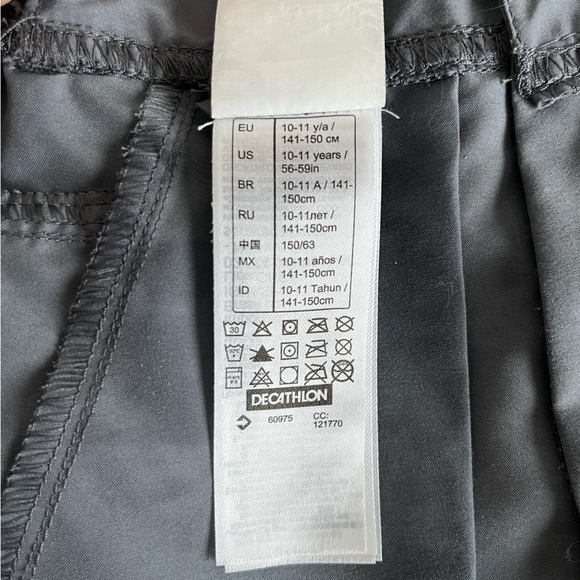 EU 10-11 y/a /
141-150 см
US 10-11 years /
56-59in
BR 10-11 A / 141-
150cm
RU 10-11лет /
141-150cm
中国 150/63
MX 10-11 años /
141-150cm
ID 10-11 Tahun /
141-150cm
30
DECATHLON
60975 CC:
121770